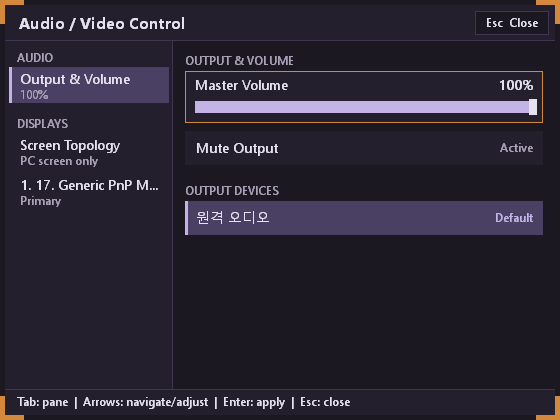 Audio / Video Control
Esc Close
AUDIO
Output & Volume
100%
DISPLAYS
Screen Topology
PC screen only
1. 17. Generic PnP M...
Primary
OUTPUT & VOLUME
Master Volume 100%
Mute Output Active
OUTPUT DEVICES
원격 오디오 Default
Tab: pane | Arrows: navigate/adjust | Enter: apply | Esc: close